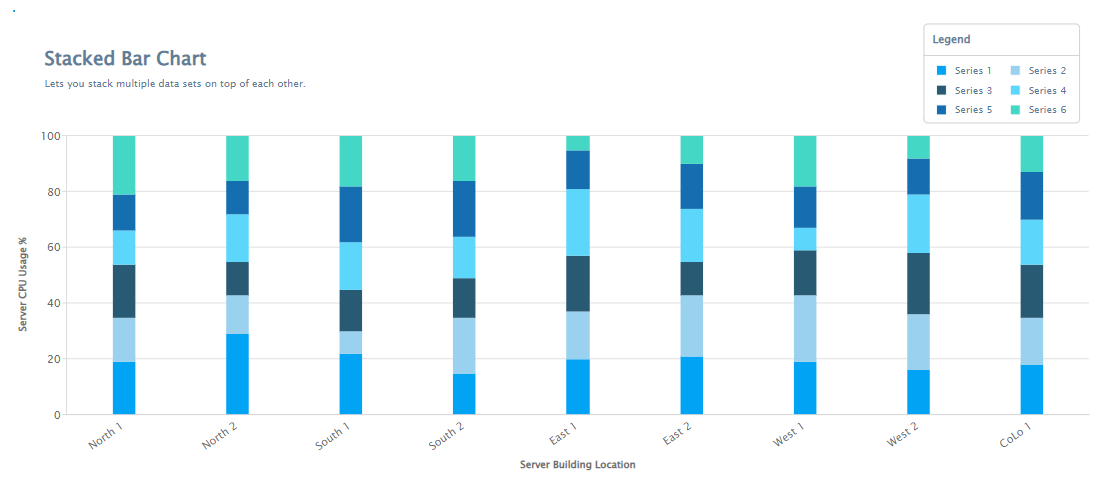 Stacked Bar Chart
Lets you stack multiple data sets on top of each other.
Legend
Series 1 Series 2
Series 3 Series 4
Series 5 Series 6
Server CPU Usage %
100
80
60
40
20
0
North 1 North 2 South 1 South 2 East 1 East 2 West 1 West 2 CoLo 1
Server Building Location